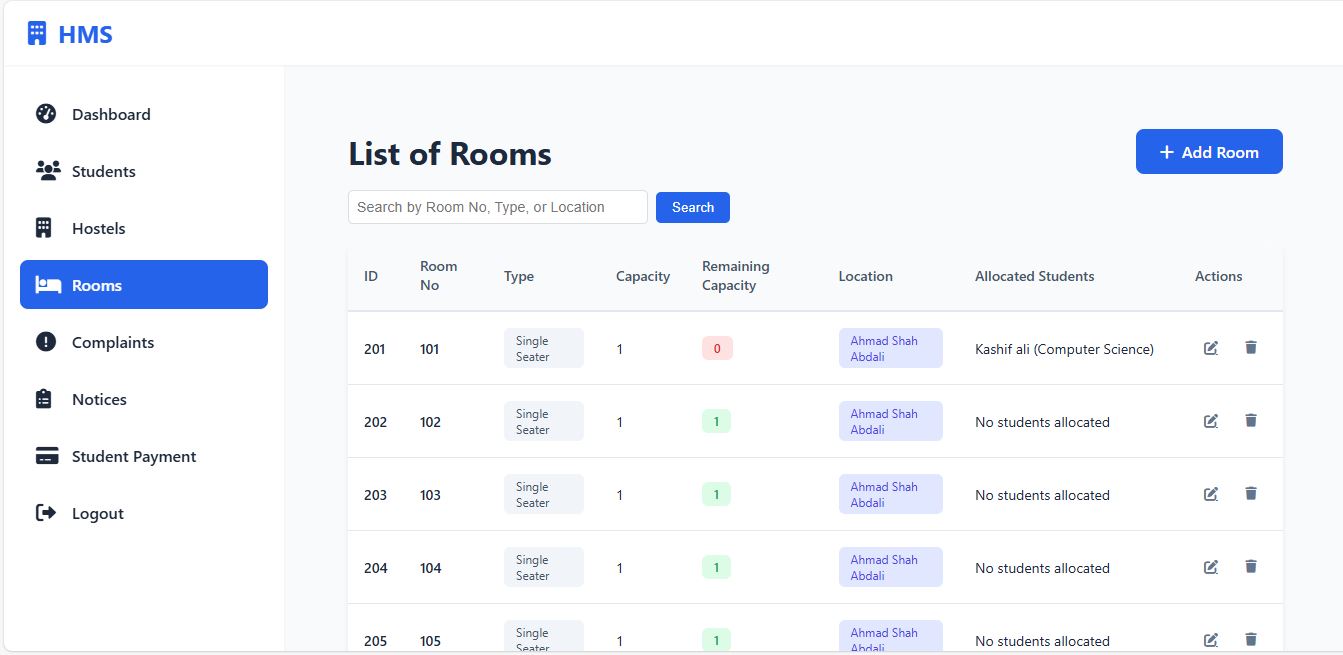 HMS
Dashboard
Students
Hostels
Rooms
Complaints
Notices
Student Payment
Logout
List of Rooms
+ Add Room
Search by Room No, Type, or Location
Search
ID
Room
No
Type
Capacity
Remaining
Capacity
Location
Allocated Students
Actions
201
101
Single
Seater
1
0
Ahmad Shah
Abdali
Kashif ali (Computer Science)
202
102
Single
Seater
1
1
Ahmad Shah
Abdali
No students allocated
203
103
Single
Seater
1
1
Ahmad Shah
Abdali
No students allocated
204
104
Single
Seater
1
1
Ahmad Shah
Abdali
No students allocated
205
105
Single
Seater
1
1
Ahmad Shah
Abdali
No students allocated